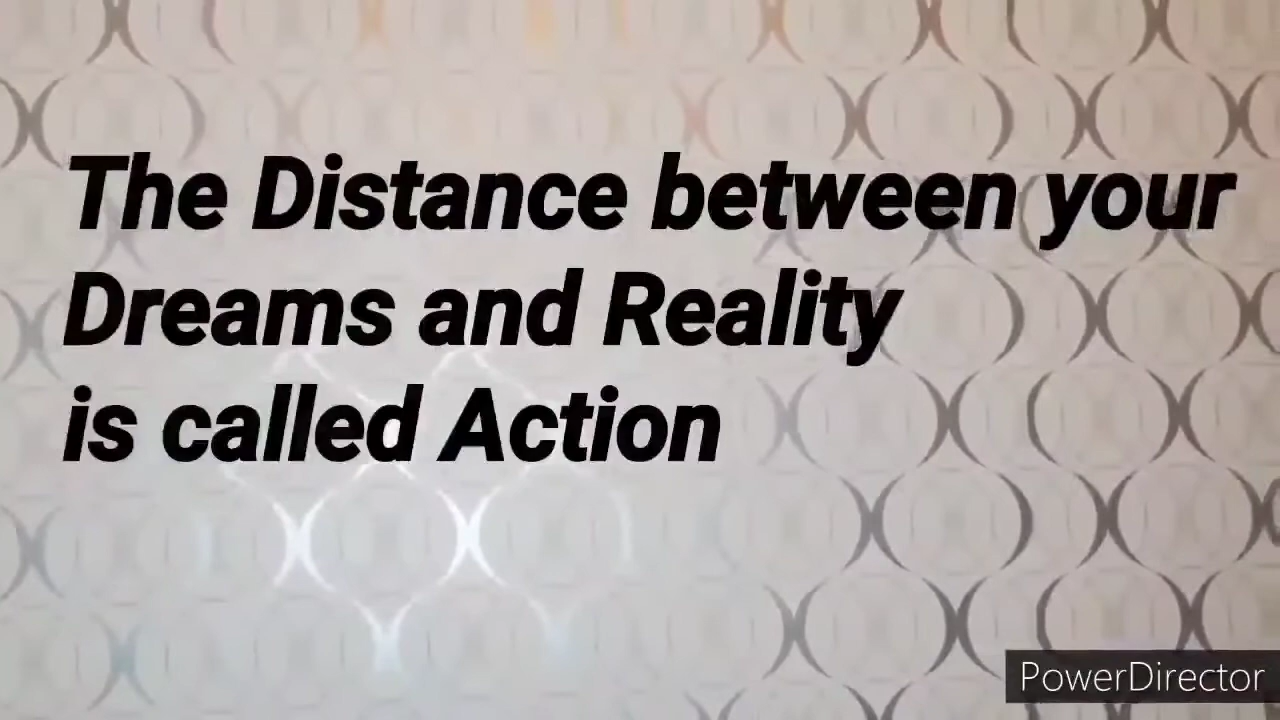 The Distance between your
Dreams and Reality
is called Action
PowerDirector